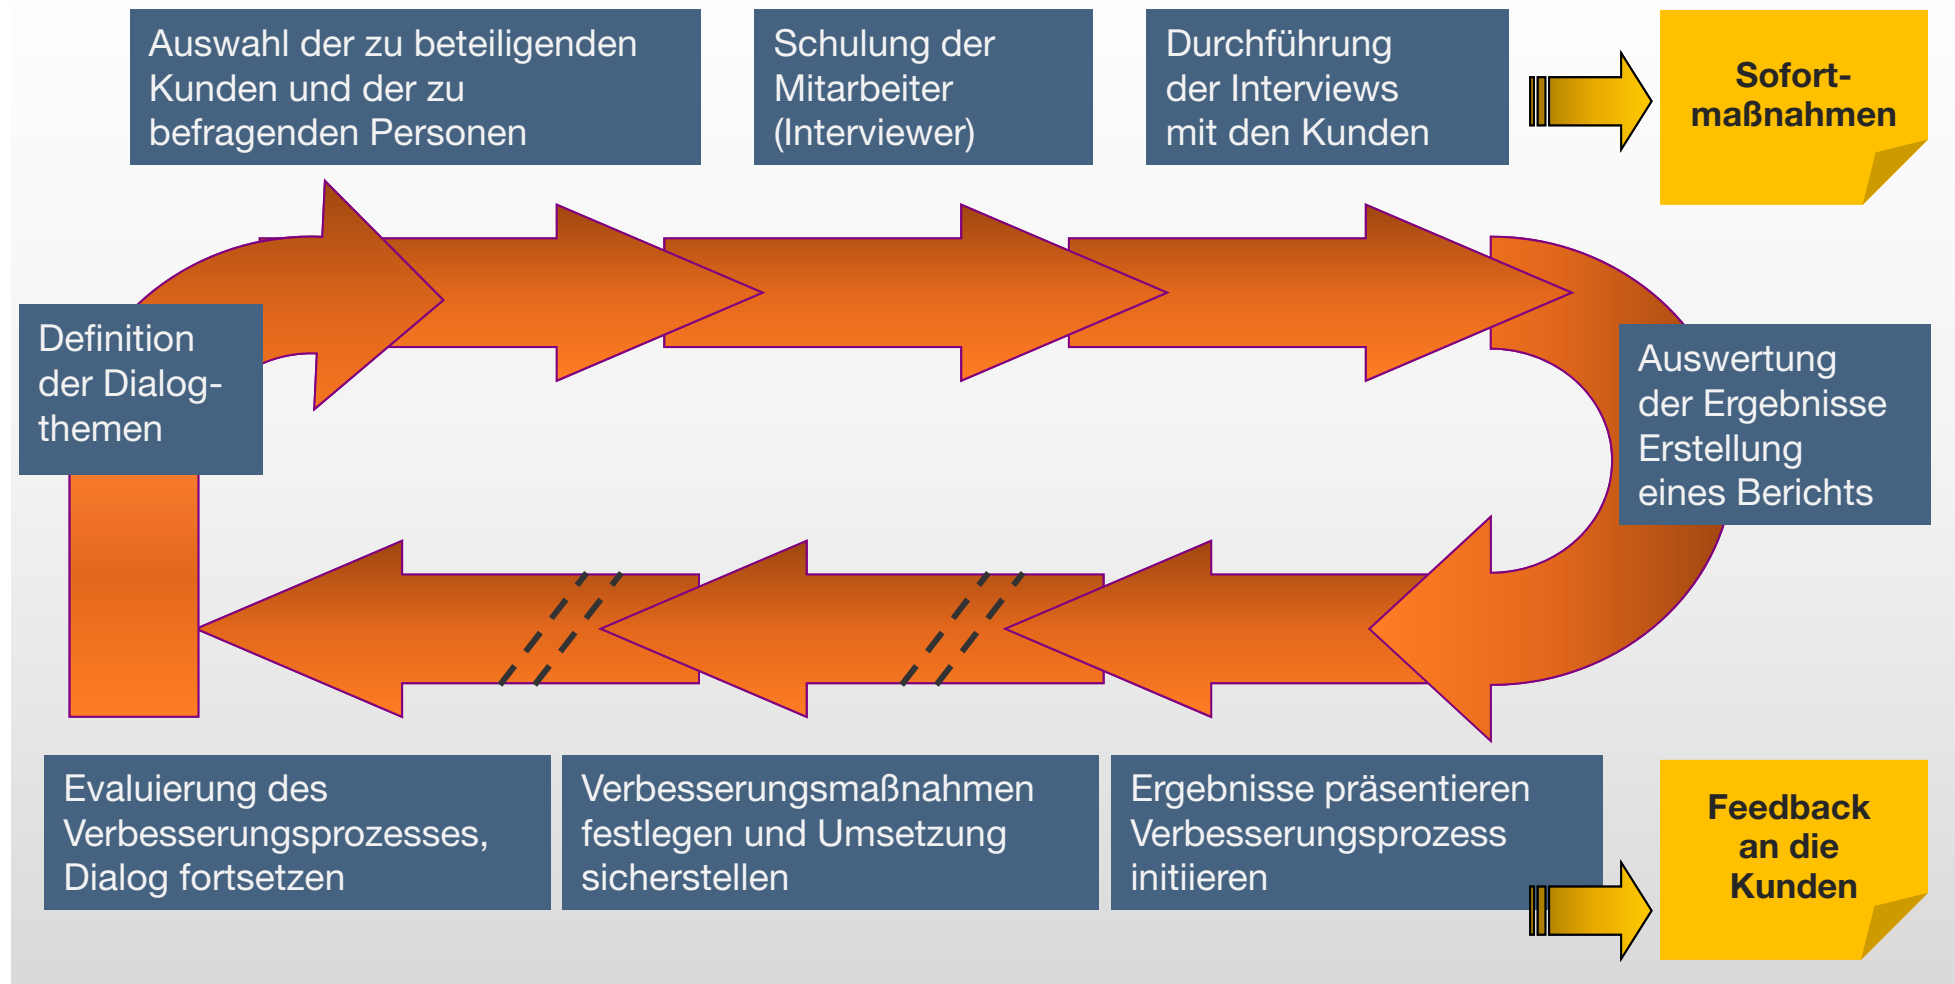 Auswahl der zu beteiligenden
Kunden und der zu
befragenden Personen
Schulung der
Mitarbeiter
(Interviewer)
Durchführung
der Interviews
mit den Kunden
Sofort-
maßnahmen
Definition
der Dialog-
themen
Auswertung
der Ergebnisse
Erstellung
eines Berichts
Evaluierung des
Verbesserungsprozesses,
Dialog fortsetzen
Verbesserungsmaßnahmen
festlegen und Umsetzung
sicherstellen
Ergebnisse präsentieren
Verbesserungsprozess
initiieren
Feedback
an die
Kunden